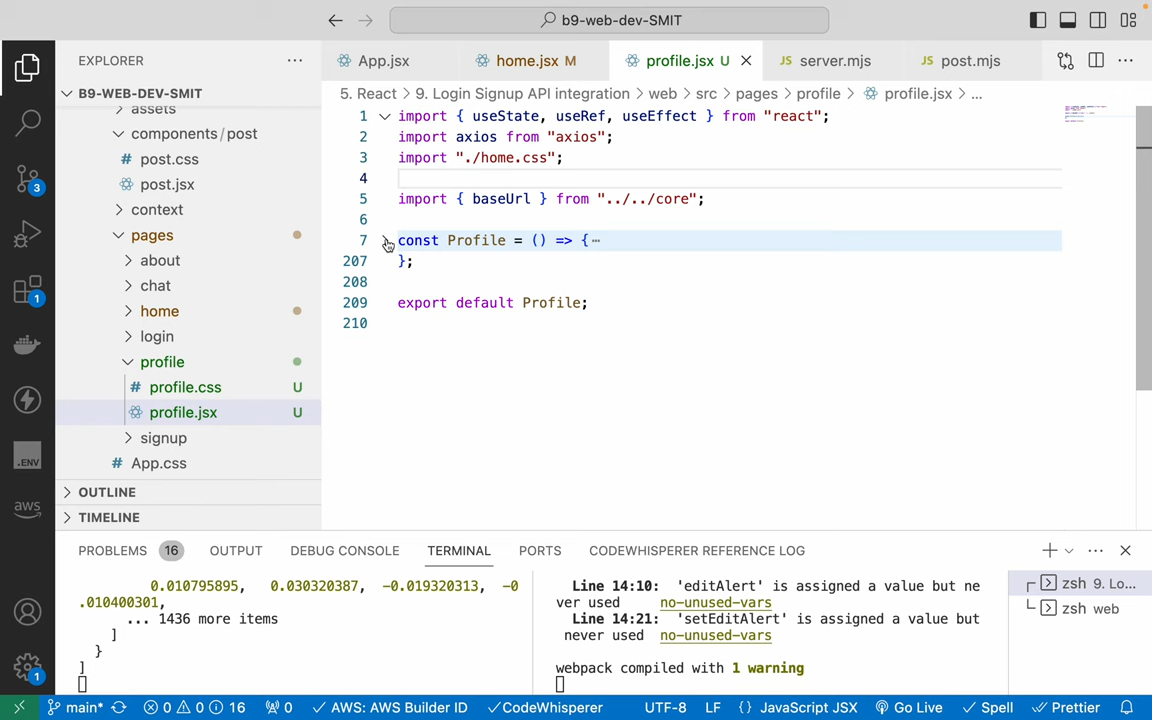 b9-web-dev-SMIT
EXPLORER
B9-WEB-DEV-SMIT
assets
components/post
# post.css
post.jsx
context
pages
about
chat
home
login
profile
# profile.css U
profile.jsx U
signup
# App.css
OUTLINE
TIMELINE
3
1
.ENV
aws
1
App.jsx
home.jsx M
profile.jsx U
JS server.mjs
JS post.mjs
5. React > 9. Login Signup API integration > web > src > pages > profile > profile.jsx > ...
1 import { useState, useRef, useEffect } from "react";
2 import axios from "axios";
3 import "./home.css";
4
5 import { baseUrl } from "../../core";
6
7 const Profile = () => {⋯
207 };
208
209 export default Profile;
210
PROBLEMS 16 OUTPUT DEBUG CONSOLE TERMINAL PORTS CODEWHISPERER REFERENCE LOG
0.010795895, 0.030320387, -0.019320313, -0
.010400301,
... 1436 more items
]
}
]
Line 14:10: 'editAlert' is assigned a value but ne
ver used no-unused-vars
Line 14:21: 'setEditAlert' is assigned a value but
never used no-unused-vars
webpack compiled with 1 warning
zsh 9. Lo...
zsh web
main* 0 0 16 0 AWS: AWS Builder ID CodeWhisperer UTF-8 LF {} JavaScript JSX Go Live Spell Prettier